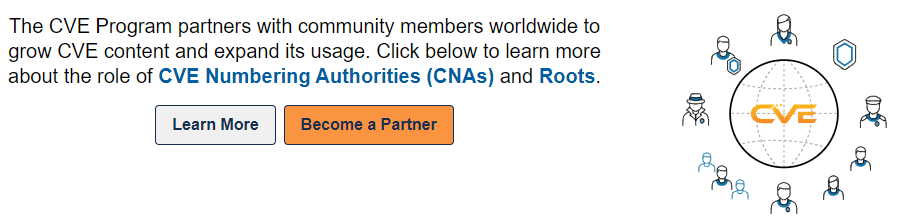 The CVE Program partners with community members worldwide to
grow CVE content and expand its usage. Click below to learn more
about the role of CVE Numbering Authorities (CNAs) and Roots.
Learn More
Become a Partner
CVE